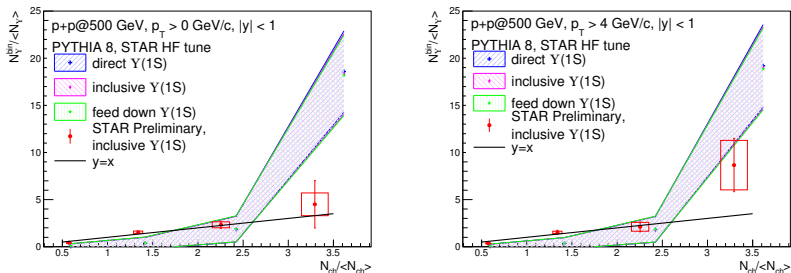 p+p@500 GeV, p_T > 0 GeV/c, |y| < 1
PYTHIA 8, STAR HF tune
direct ϒ(1S)
inclusive ϒ(1S)
feed down ϒ(1S)
STAR Preliminary,
inclusive ϒ(1S)
y=x
N_ϒ^bin/<N_ϒ>
25
20
15
10
5
0
0 0.5 1 1.5 2 2.5 3 3.5
N_ch/<N_ch>
p+p@500 GeV, p_T > 4 GeV/c, |y| < 1
PYTHIA 8, STAR HF tune
direct ϒ(1S)
inclusive ϒ(1S)
feed down ϒ(1S)
STAR Preliminary,
inclusive ϒ(1S)
y=x
N_ϒ^bin/<N_ϒ>
25
20
15
10
5
0
0 0.5 1 1.5 2 2.5 3 3.5
N_ch/<N_ch>